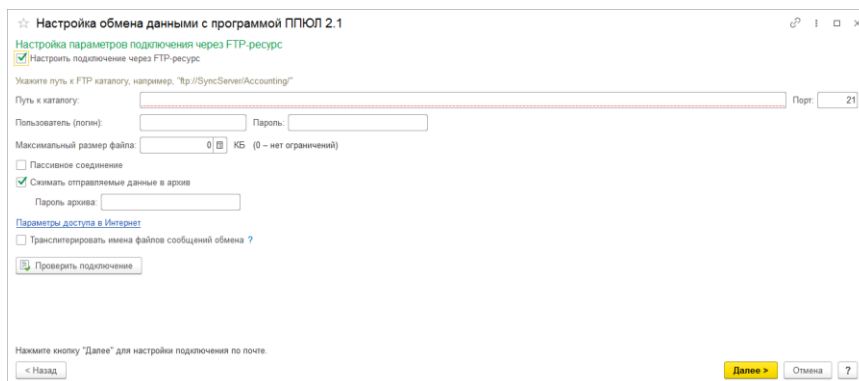 Настройка обмена данными с программой ППЮЛ 2.1
Настройка параметров подключения через FTP-ресурс
Настроить подключение через FTP-ресурс
Укажите путь к FTP каталогу, например, "ftp://SyncServer/Accounting/"
Путь к каталогу: Порт: 21
Пользователь (логин): Пароль:
Максимальный размер файла: 0 КБ (0 – нет ограничений)
Пассивное соединение
Сжимать отправляемые данные в архив
Пароль архива:
Параметры доступа в Интернет
Транслитерировать имена файлов сообщений обмена ?
Проверить подключение
Нажмите кнопку "Далее" для настройки подключения по почте.
< Назад Далее > Отмена ?